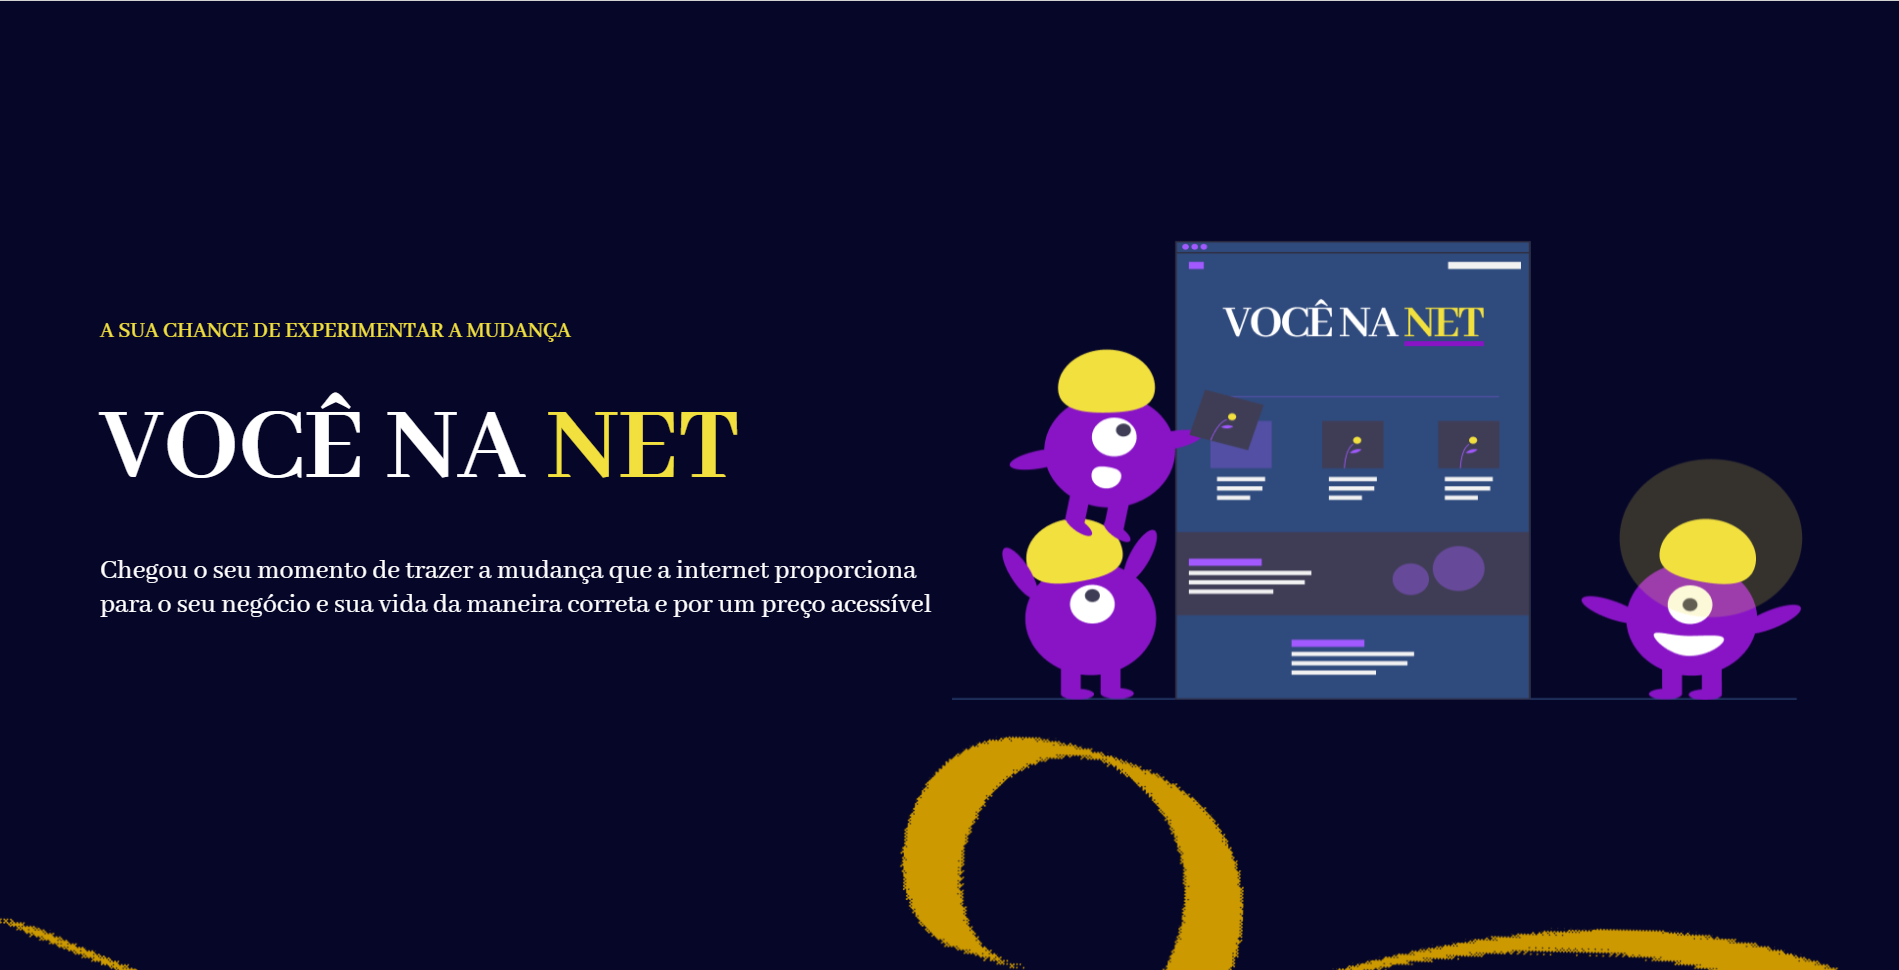 A SUA CHANCE DE EXPERIMENTAR A MUDANÇA
VOCÊ NA NET
Chegou o seu momento de trazer a mudança que a internet proporciona
para o seu negócio e sua vida da maneira correta e por um preço acessível
VOCÊ NA NET